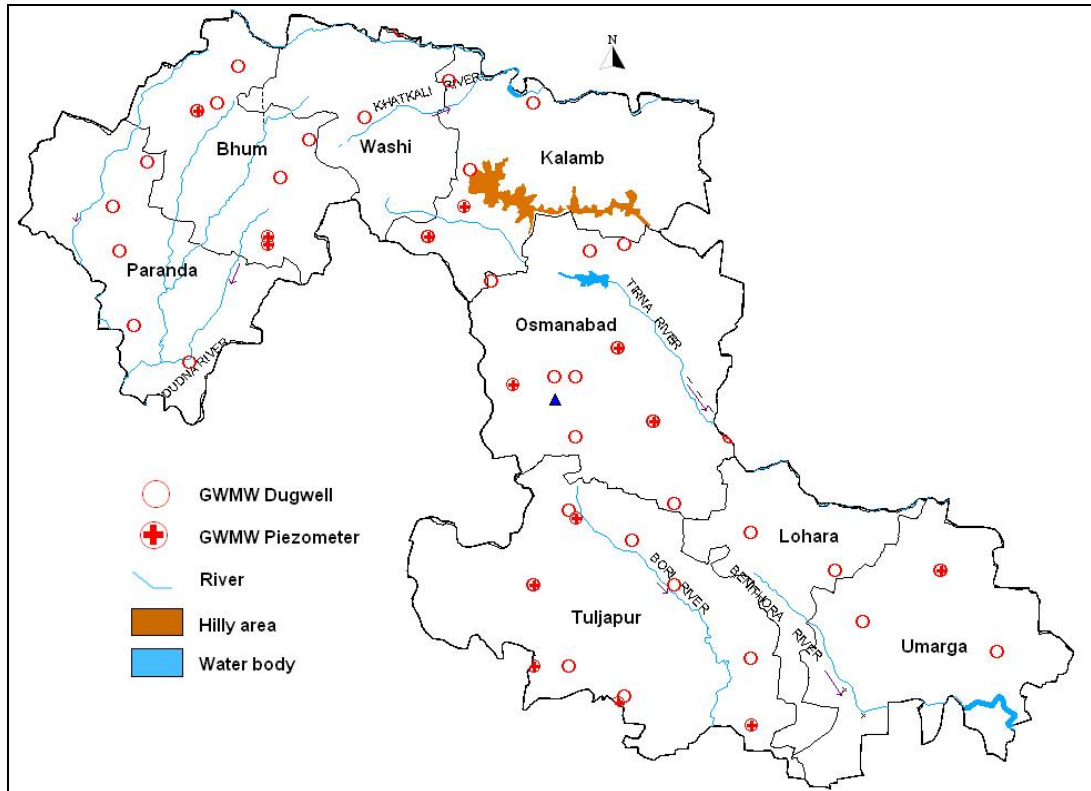 N
KHATKALI RIVER
Bhum
Washi
Kalamb
Paranda
TIRNA RIVER
Osmanabad
DUDNA RIVER
GWMW Dugwell
GWMW Piezometer
River
Hilly area
Water body
Lohara
BORI RIVER
BENTHORA RIVER
Tuljapur
Umarga